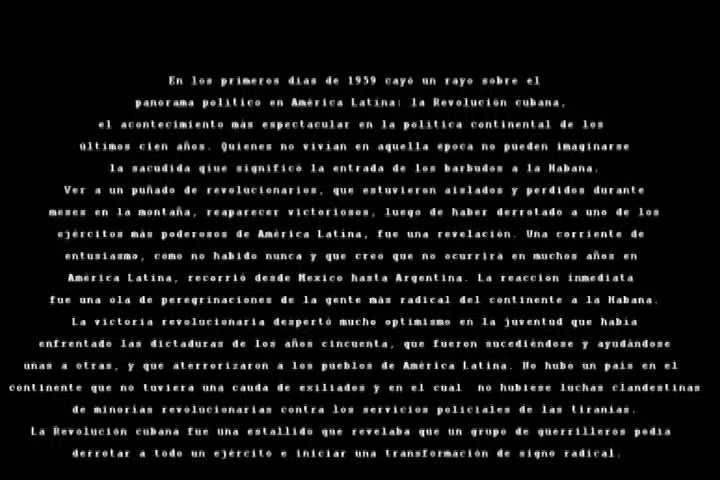 En los primeros días de 1959 cayó un rayo sobre el
panorama político en América Latina: la Revolución cubana,
el acontecimiento más espectacular en la política continental de los
últimos cien años. Quienes no vivían en aquella época no pueden imaginarse
la sacudida qiue significó la entrada de los barbudos a la Habana.
Ver a un puñado de revolucionarios, que estuvieron aislados y perdidos durante
meses en la montaña, reaparecer victoriosos, luego de haber derrotado a uno de los
ejércitos más poderosos de América Latina, fue una revelación. Una corriente de
entusiasmo, como no habido nunca y que creo que no ocurrirá en muchos años en
América Latina, recorrió desde Mexico hasta Argentina. La reacción inmediata
fue una ola de peregrinaciones de la gente más radical del continente a la Habana.
La victoria revolucionaria despertó mucho optimismo en la juventud que había
enfrentado las dictaduras de los años cincuenta, que fueron sucediéndose y ayudándose
unas a otras, y que aterrorizaron a los pueblos de América Latina. No hubo un país en el
continente que no tuviera una cauda de exiliados y en el cual no hubiese luchas clandestinas
de minorías revolucionarias contra los servicios policiales de las tiranías.
La Revolución cubana fue una estallido que revelaba que un grupo de guerrilleros podía
derrotar a todo un ejército e iniciar una transformación de signo radical.